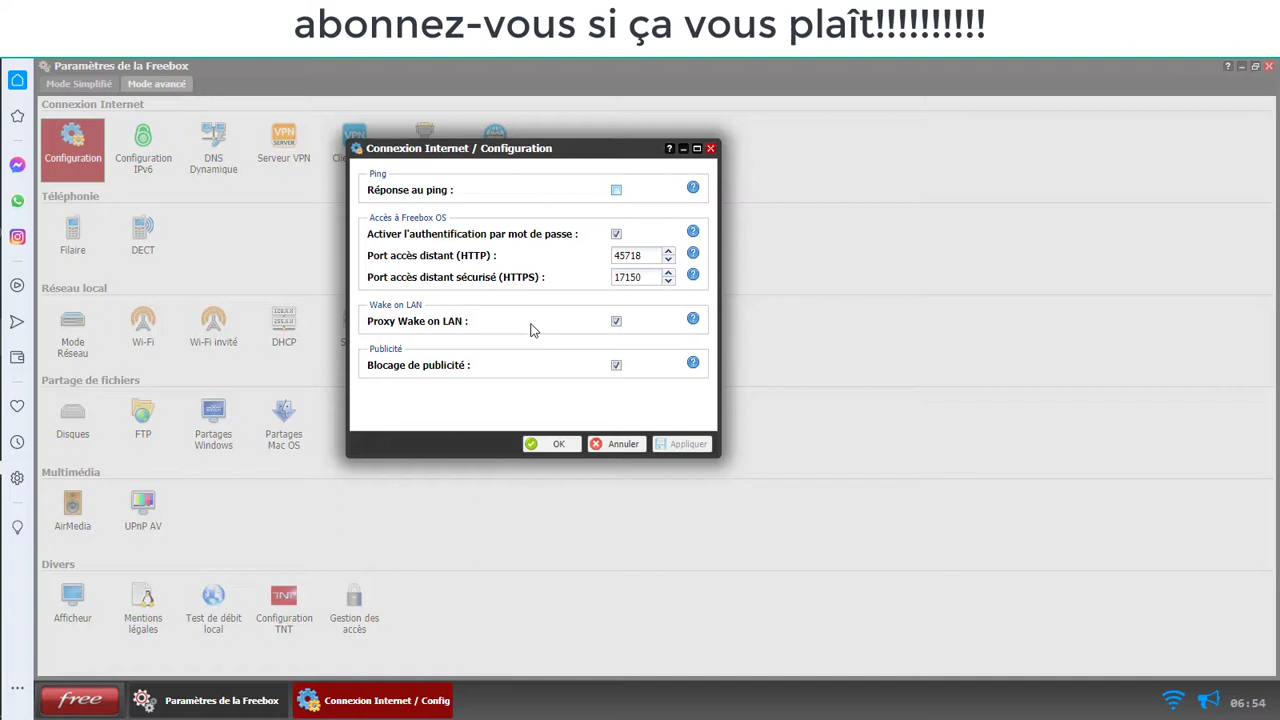 abonnez-vous si ça vous plaît!!!!!!!!!!
Paramètres de la Freebox
Mode Simplifié
Mode avancé
Connexion Internet
Configuration
Configuration IPv6
DNS Dynamique
Serveur VPN
VPN SERVER
VPN
Connexion Internet / Configuration
Ping
Réponse au ping :
Accès à Freebox OS
Activer l'authentification par mot de passe :
Port accès distant (HTTP) :
45718
Port accès distant sécurisé (HTTPS) :
17150
Wake on LAN
Proxy Wake on LAN :
Publicité
Blocage de publicité :
OK
Annuler
Appliquer
Téléphonie
Filaire
DECT
Réseau local
Mode Réseau
Wi-Fi
Wi-Fi invité
DHCP
Partage de fichiers
Disques
FTP
Partages Windows
Partages Mac OS
Multimédia
AirMedia
UPnP AV
Divers
Afficheur
Mentions légales
Test de débit local
Configuration TNT
Gestion des accès
free
Paramètres de la Freebox
Connexion Internet / Config
06:54